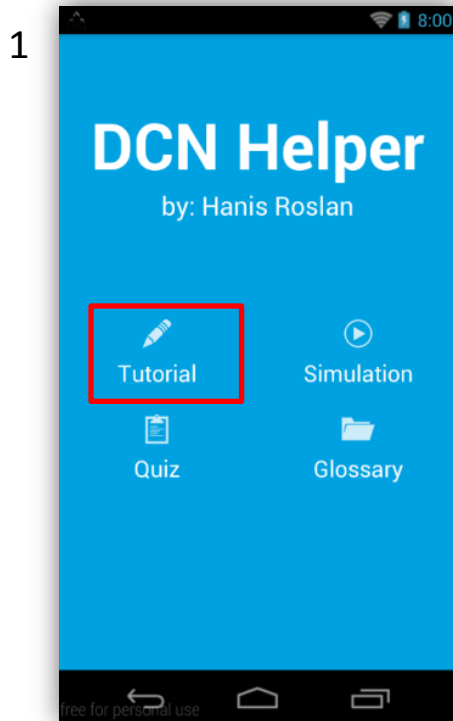 1
8:00
DCN Helper
by: Hanis Roslan
Tutorial
Simulation
Quiz
Glossary
free for personal use